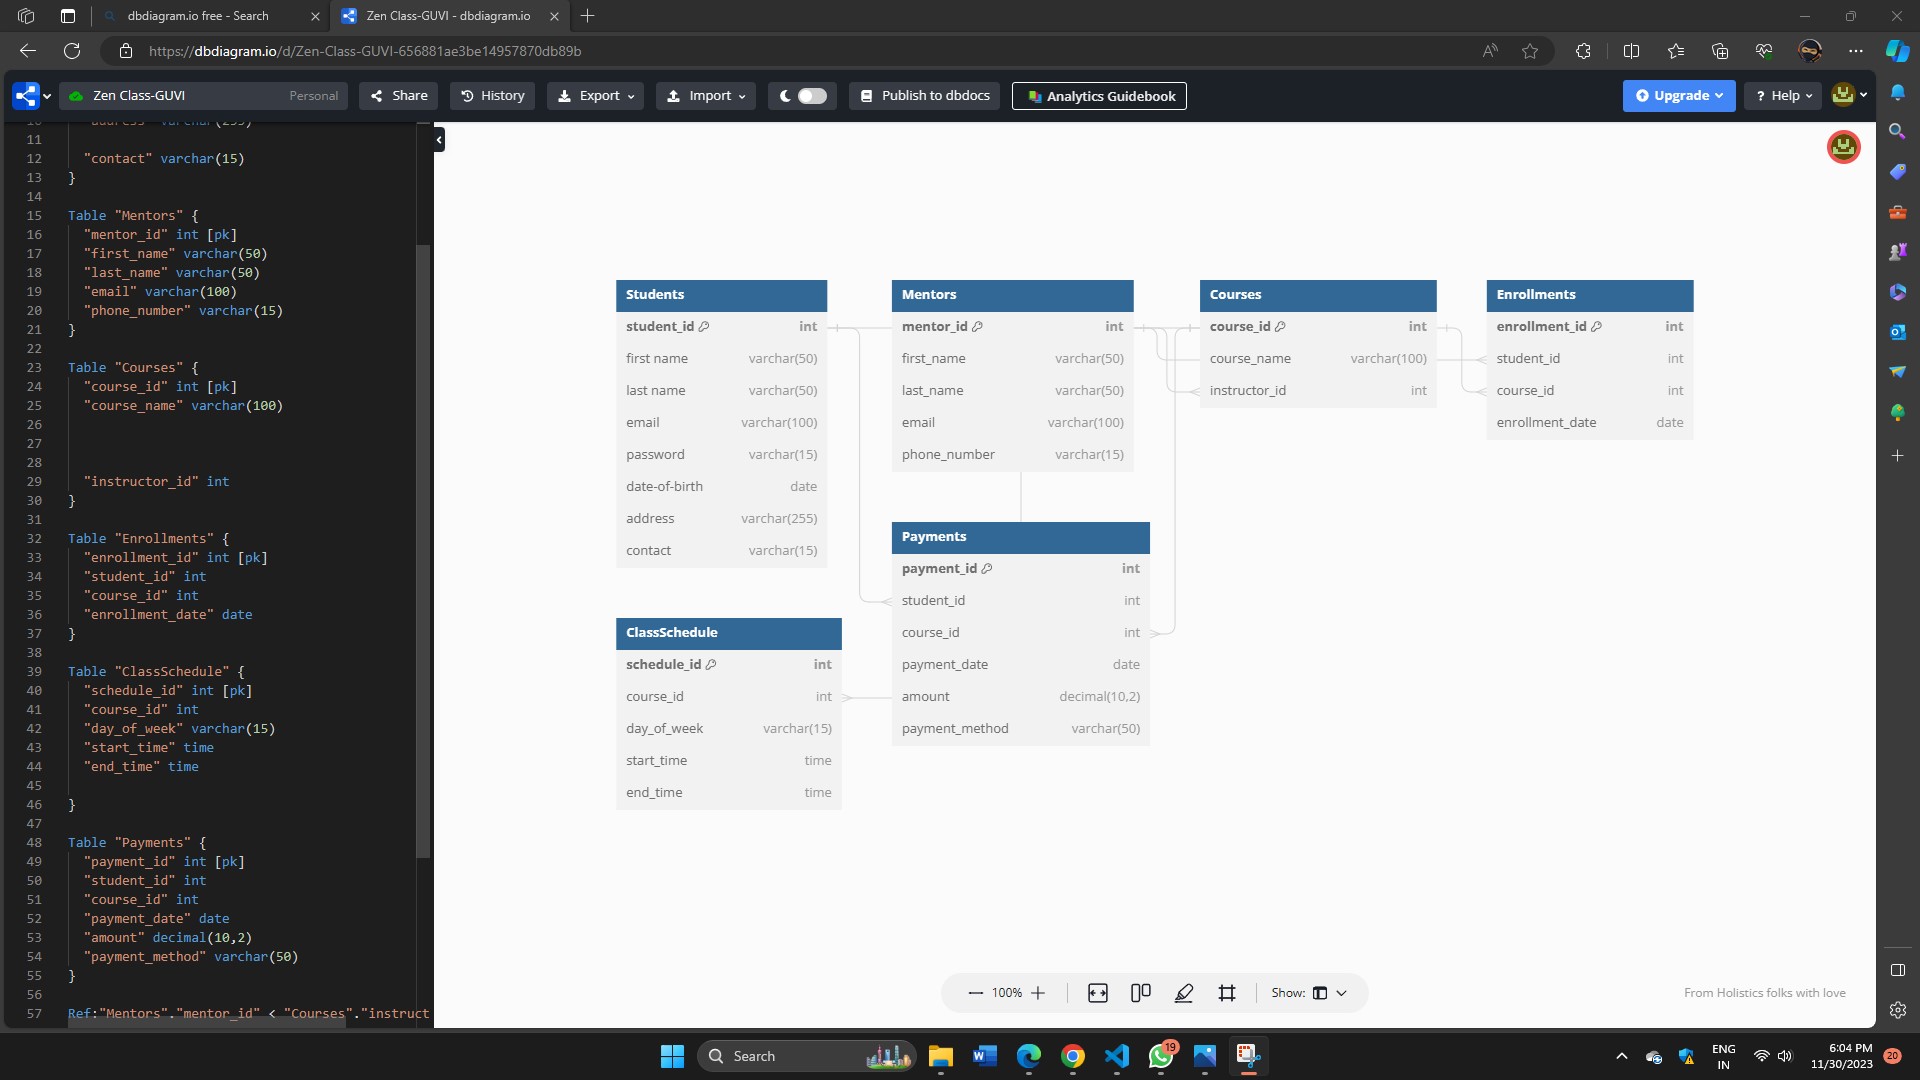 dbdiagram.io free - Search
Zen Class-GUVI - dbdiagram.io
https://dbdiagram.io/d/Zen-Class-GUVI-656881ae3be14957870db89b
Zen Class-GUVI Personal Share History Export Import Publish to dbdocs Analytics Guidebook Upgrade ? Help
10 "address" varchar(255)
11
12 "contact" varchar(15)
13 }
14
15 Table "Mentors" {
16 "mentor_id" int [pk]
17 "first_name" varchar(50)
18 "last_name" varchar(50)
19 "email" varchar(100)
20 "phone_number" varchar(15)
21 }
22
23 Table "Courses" {
24 "course_id" int [pk]
25 "course_name" varchar(100)
26
27
28
29 "instructor_id" int
30 }
31
32 Table "Enrollments" {
33 "enrollment_id" int [pk]
34 "student_id" int
35 "course_id" int
36 "enrollment_date" date
37 }
38
39 Table "ClassSchedule" {
40 "schedule_id" int [pk]
41 "course_id" int
42 "day_of_week" varchar(15)
43 "start_time" time
44 "end_time" time
45
46 }
47
48 Table "Payments" {
49 "payment_id" int [pk]
50 "student_id" int
51 "course_id" int
52 "payment_date" date
53 "amount" decimal(10,2)
54 "payment_method" varchar(50)
55 }
56
57 Ref:"Mentors"."mentor_id" < "Courses"."instruct
Students
student_id int
first name varchar(50)
last name varchar(50)
email varchar(100)
password varchar(15)
date-of-birth date
address varchar(255)
contact varchar(15)
Mentors
mentor_id int
first_name varchar(50)
last_name varchar(50)
email varchar(100)
phone_number varchar(15)
Courses
course_id int
course_name varchar(100)
instructor_id int
Enrollments
enrollment_id int
student_id int
course_id int
enrollment_date date
Payments
payment_id int
student_id int
course_id int
payment_date date
amount decimal(10,2)
payment_method varchar(50)
ClassSchedule
schedule_id int
course_id int
day_of_week varchar(15)
start_time time
end_time time
100% Show:
From Holistics folks with love
Search
19
ENG
IN
6:04 PM
11/30/2023
20